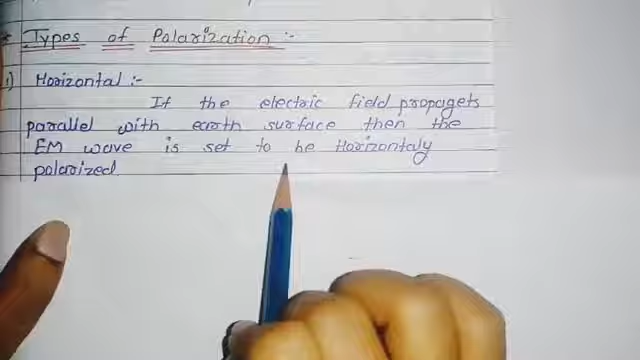 * Types of Polarization :-
1) Horizontal :-
If the electric field propagets
parallel with earth surface then the
EM wave is set to be Horizontaly
polarized.